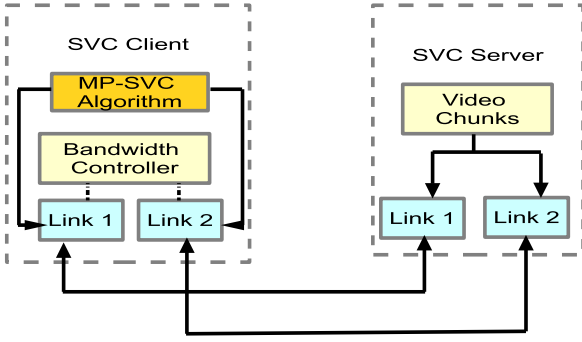 SVC Client
MP-SVC
Algorithm
Bandwidth
Controller
Link 1
Link 2
SVC Server
Video
Chunks
Link 1
Link 2